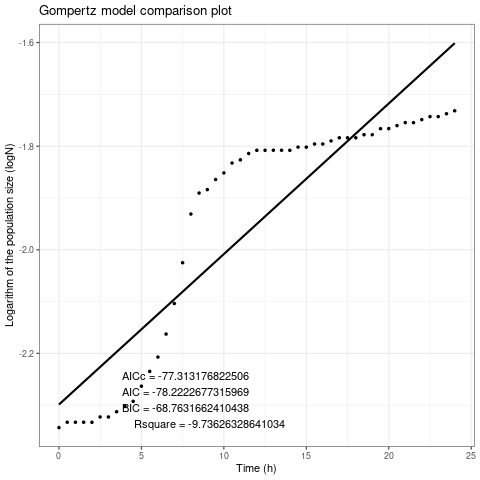 Gompertz model comparison plot
Logarithm of the population size (logN)
-1.6
-1.8
-2.0
-2.2
AICc = -77.313176822506
AIC = -78.2222677315969
BIC = -68.7631662410438
Rsquare = -9.73626328641034
0 5 10 15 20 25
Time (h)